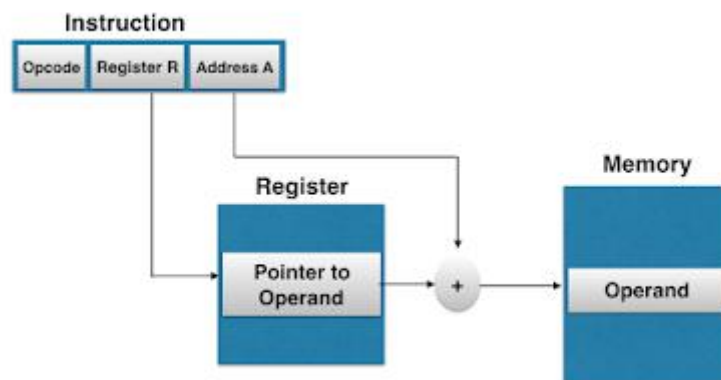 Instruction
Opcode Register R Address A
Register
Memory
Pointer to
Operand
+
Operand